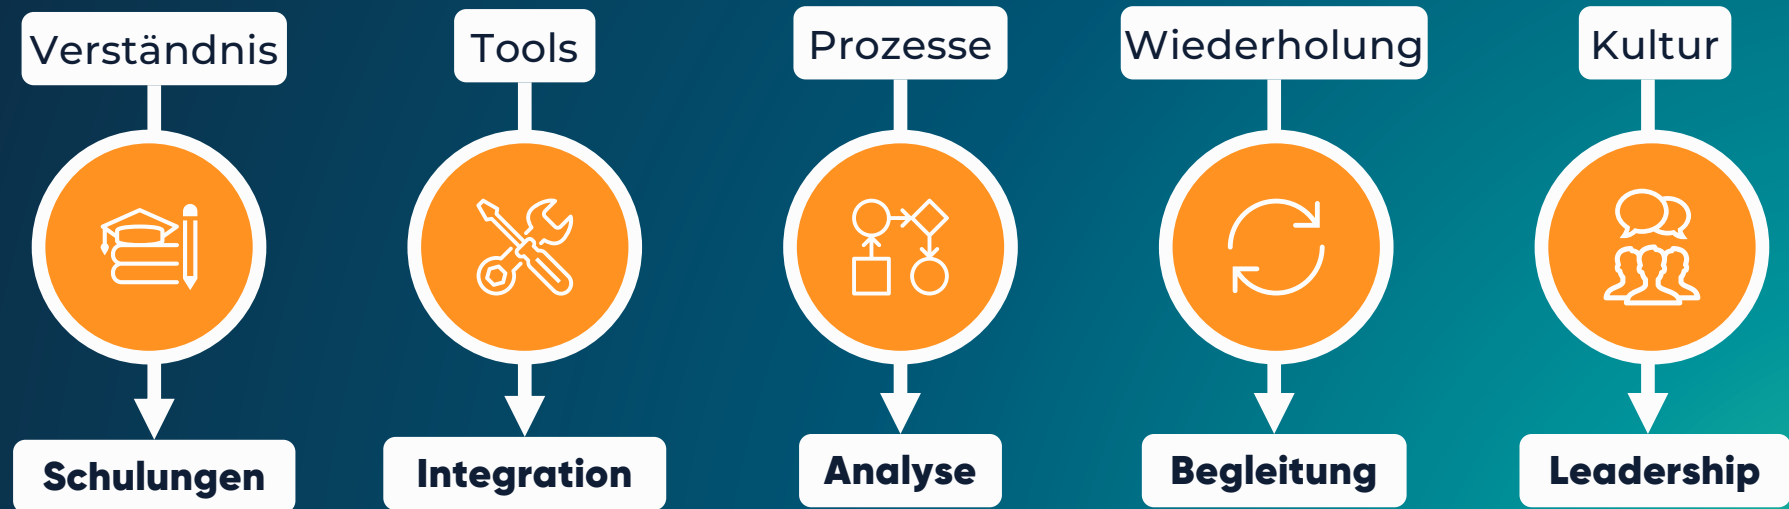 Verständnis
Tools
Prozesse
Wiederholung
Kultur
Schulungen
Integration
Analyse
Begleitung
Leadership